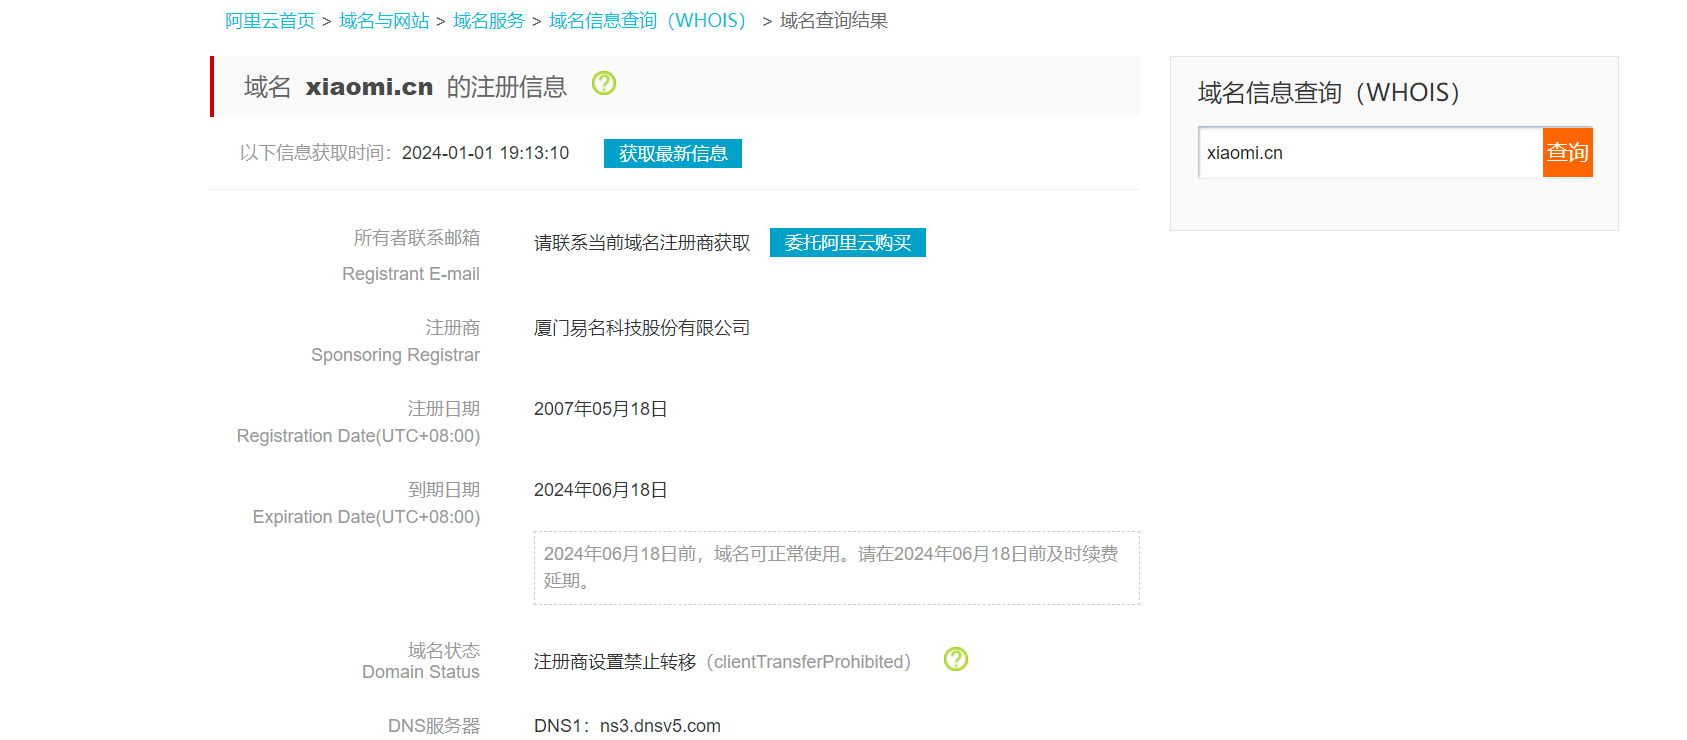 阿里云首页 > 域名与网站 > 域名服务 > 域名信息查询（WHOIS） > 域名查询结果
域名 xiaomi.cn 的注册信息 ?
以下信息获取时间：2024-01-01 19:13:10 获取最新信息
所有者联系邮箱 请联系当前域名注册商获取 委托阿里云购买
Registrant E-mail
注册商 厦门易名科技股份有限公司
Sponsoring Registrar
注册日期 2007年05月18日
Registration Date(UTC+08:00)
到期日期 2024年06月18日
Expiration Date(UTC+08:00)
2024年06月18日前，域名可正常使用。请在2024年06月18日前及时续费
延期。
域名状态
注册商设置禁止转移（clientTransferProhibited） ?
Domain Status
DNS服务器 DNS1：ns3.dnsv5.com
域名信息查询（WHOIS）
xiaomi.cn 查询